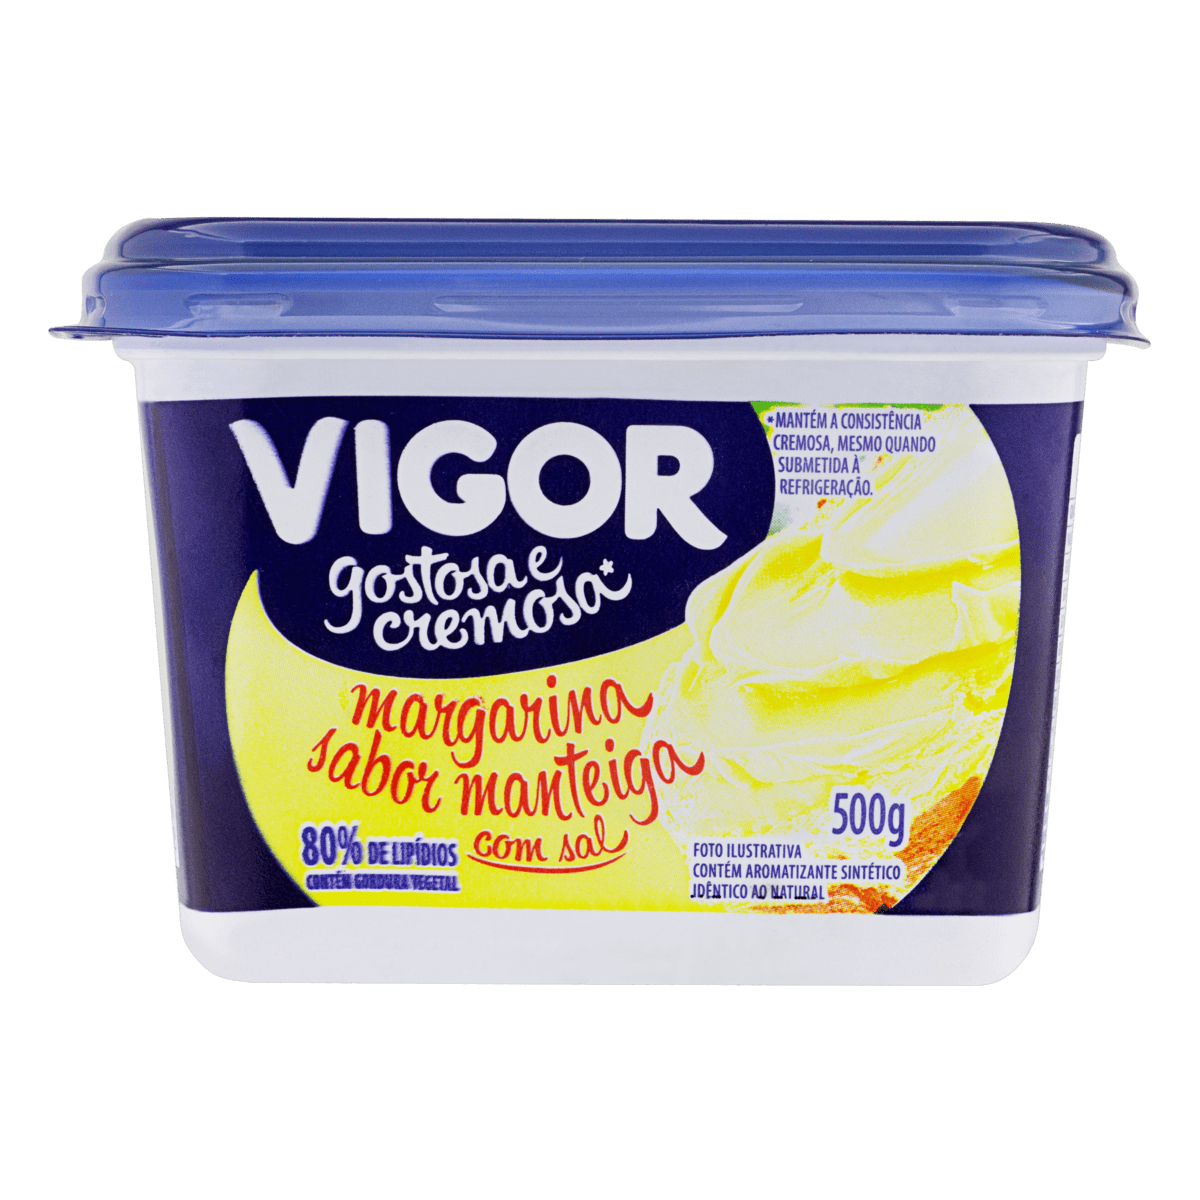 VIGOR
gostosa e
cremosa*
*MANTÉM A CONSISTÊNCIA
CREMOSA, MESMO QUANDO
SUBMETIDA À
REFRIGERAÇÃO.
margarina
sabor manteiga
com sal
80% DE LIPÍDIOS
CONTÉM GORDURA VEGETAL
500g
FOTO ILUSTRATIVA
CONTÉM AROMATIZANTE SINTÉTICO
IDÊNTICO AO NATURAL